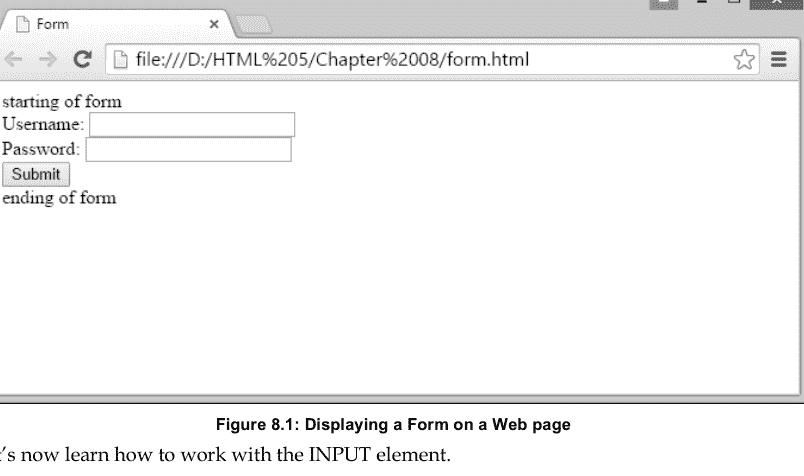 Form
file:///D:/HTML%205/Chapter%2008/form.html
starting of form
Username:
Password:
Submit
ending of form
Figure 8.1: Displaying a Form on a Web page
's now learn how to work with the INPUT element.